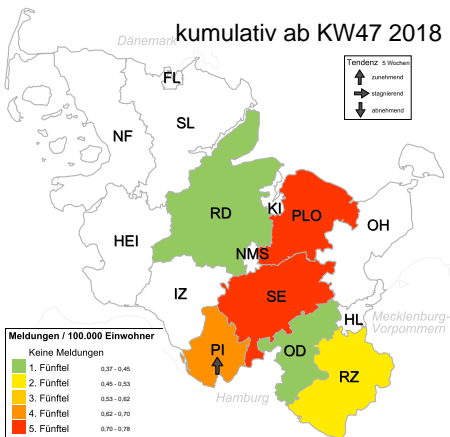 kumulativ ab KW47 2018
Dänemark
Tendenz 5 Wochen
zunehmend
stagnierend
abnehmend
FL
SL
NF
RD
KI
PLO
OH
HEI
NMS
IZ
SE
HL
Mecklenburg-
Vorpommern
PI
OD
RZ
Hamburg
Meldungen / 100.000 Einwohner
Keine Meldungen
1. Fünftel 0,37 - 0,45
2. Fünftel 0,45 - 0,53
3. Fünftel 0,53 - 0,62
4. Fünftel 0,62 - 0,70
5. Fünftel 0,70 - 0,78